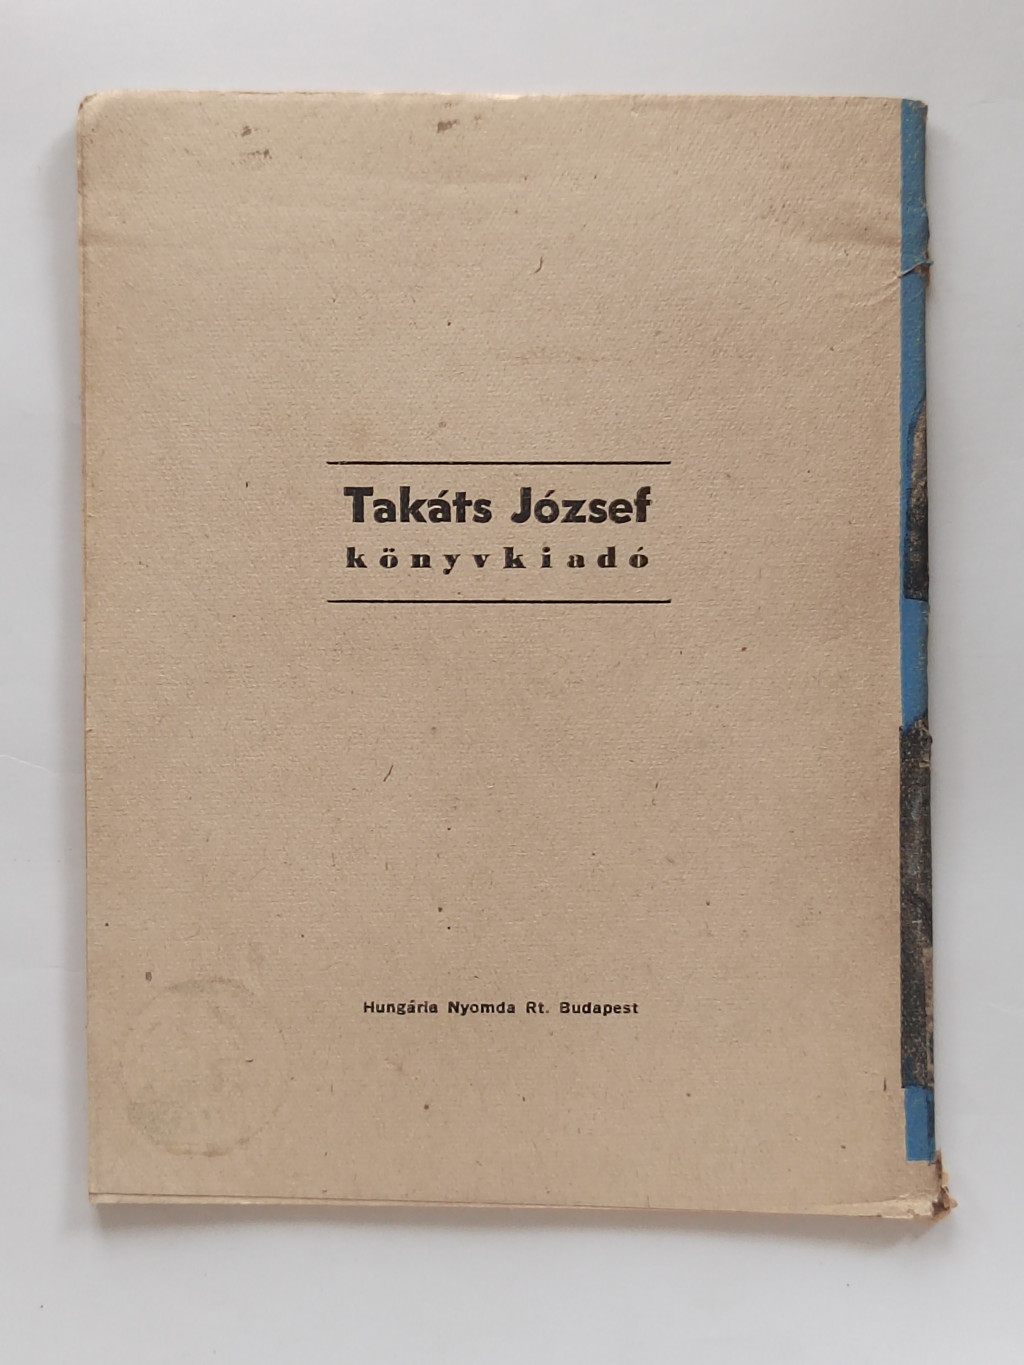 Takáts József
könyvkiadó
Hungária Nyomda Rt. Budapest